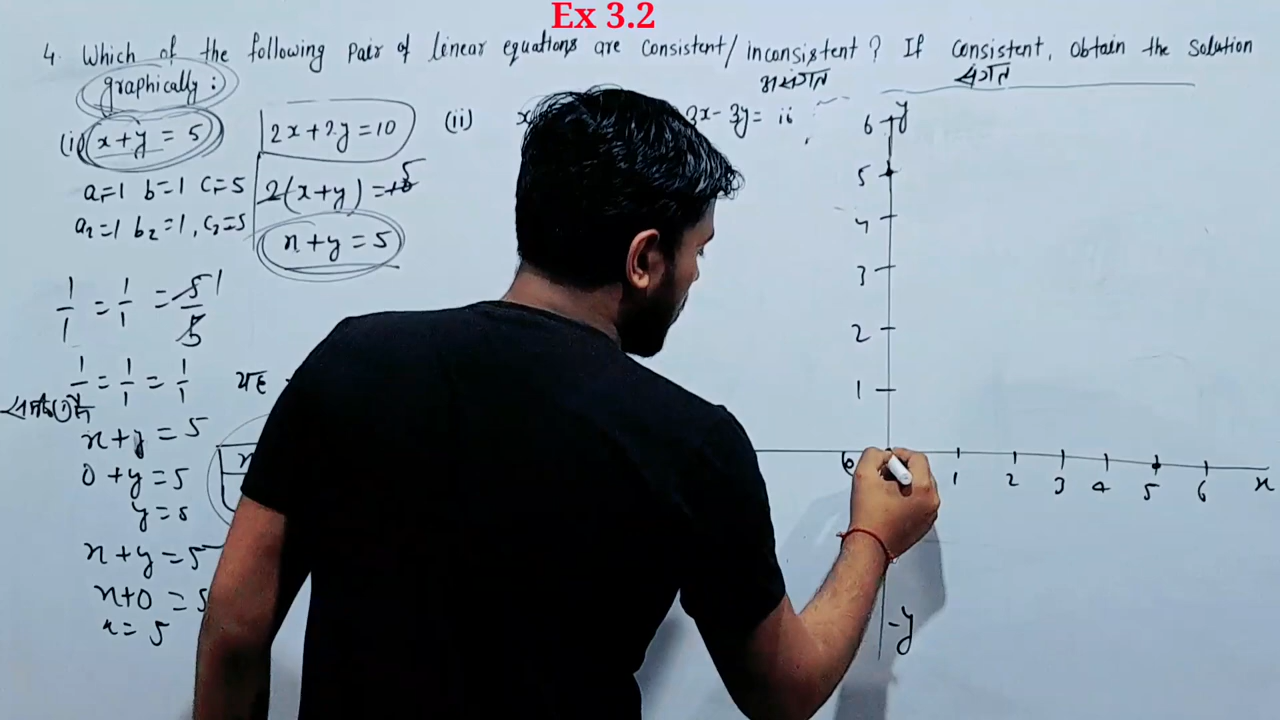 Ex 3.2
4. Which of the following Pair of linear equations are consistent/inconsistent? If consistent, obtain the solution
असंगत संगत
graphically:
(i) x+y = 5 2x+2y=10 (ii) 3x-3y= 16
a₁=1 b=1 C=5 2(x+y)=10 5
a₂=1 b₂=1, C₂=5
x+y=5
1/1 = 1/1 = 5/5 1
1/1 = 1/1 = 1/1 यह
x+y=5
0+y=5
y=5
x+y=5
x+0=5
x=5
x
y
6
5
4
3
2
1
1 2 3 4 5 6 x
-y